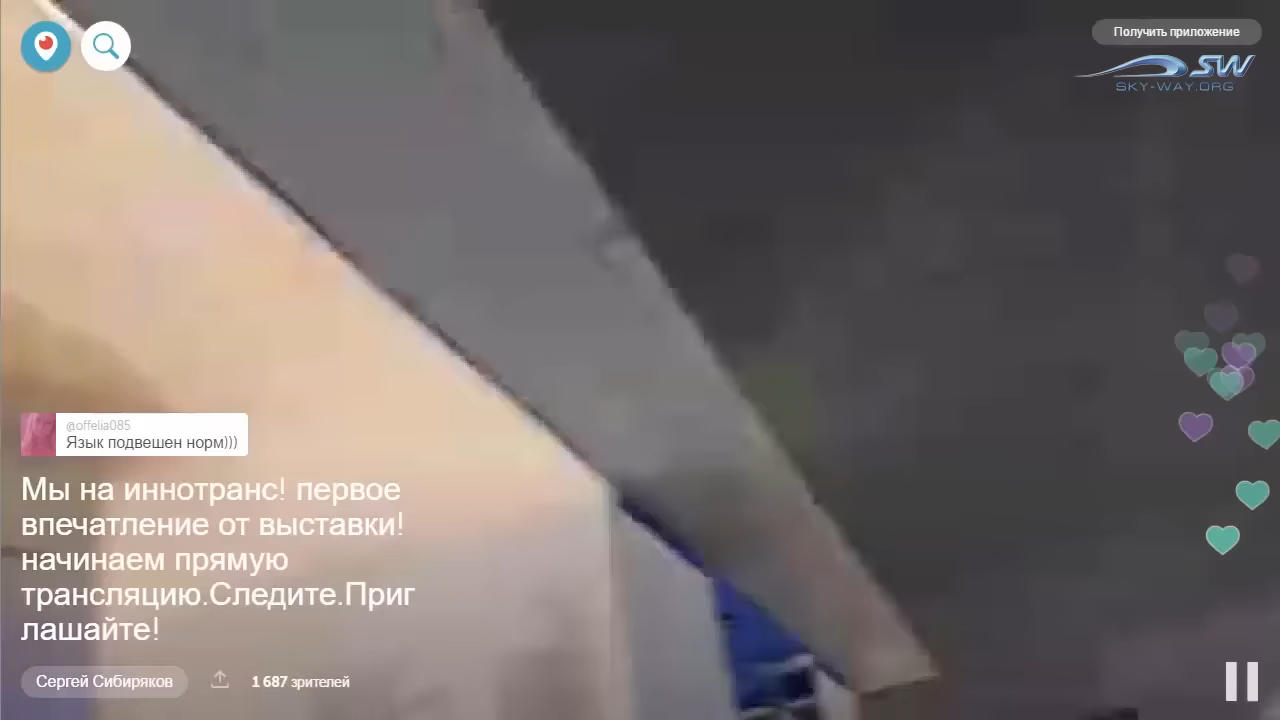 Получить приложение
SW
SKY-WAY.ORG
@offelia085
Язык подвешен норм)))
Мы на иннотранс! первое
впечатление от выставки!
начинаем прямую
трансляцию.Следите.Приг
лашайте!
Сергей Сибиряков
1 687 зрителей